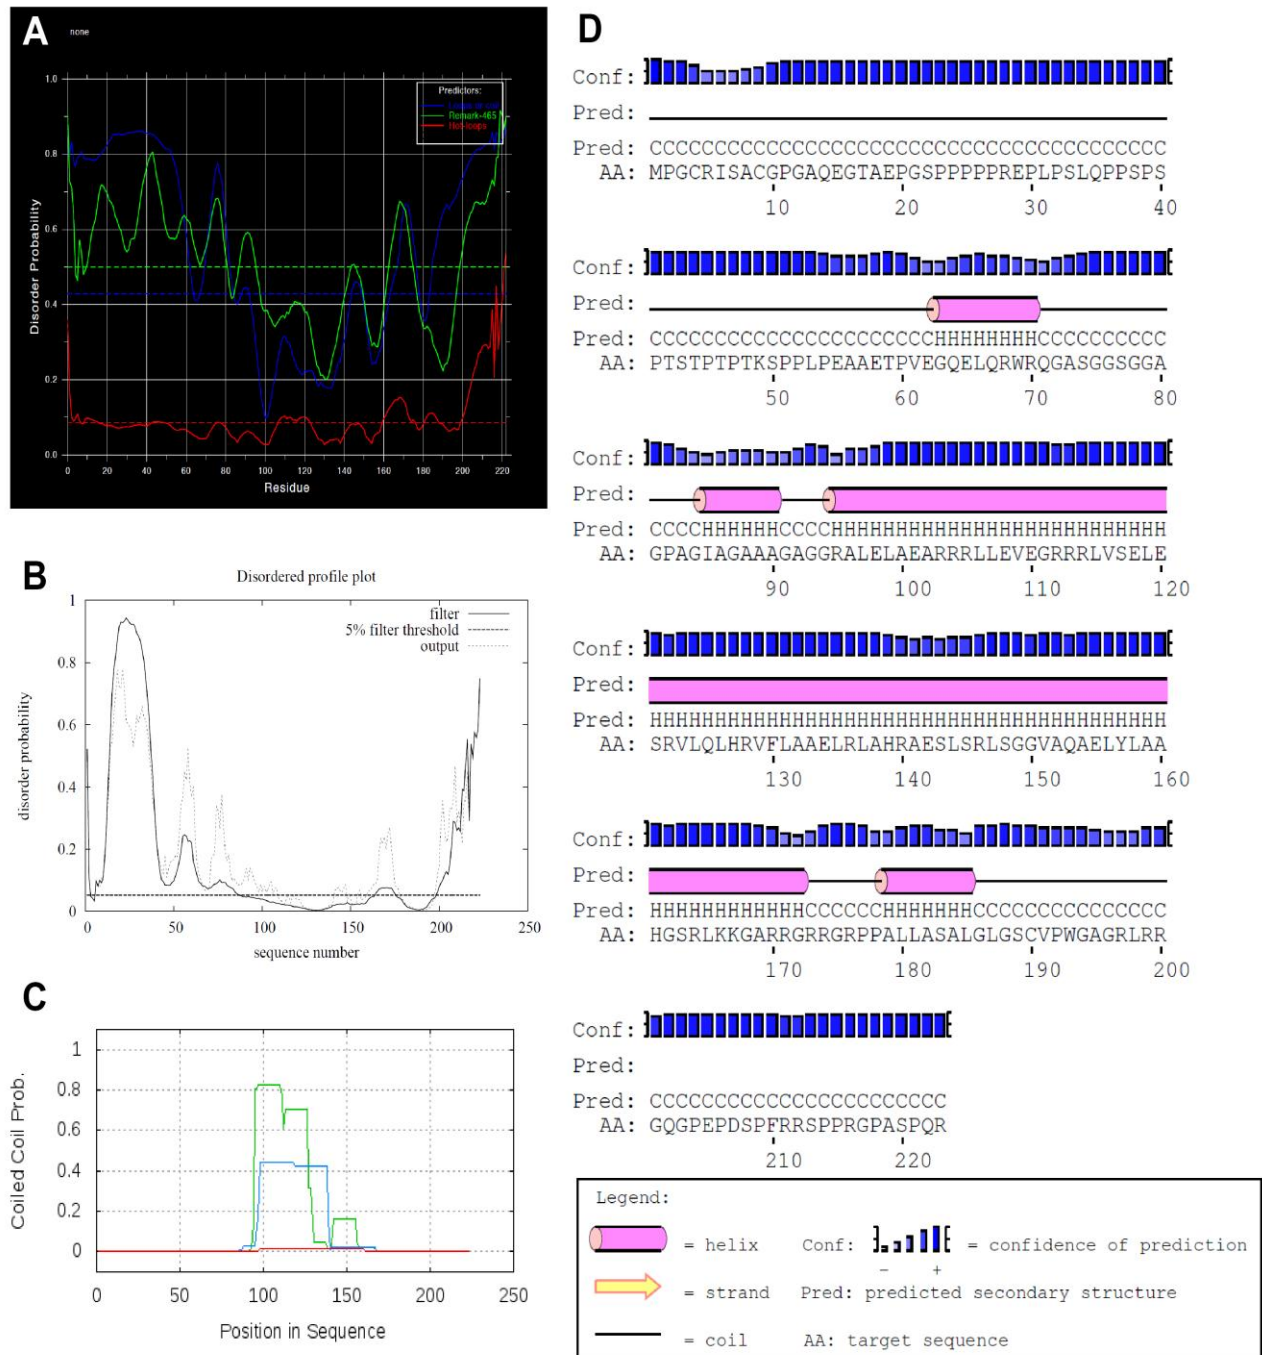 A
none
Disorder Probability
1.0
0.8
0.6
0.4
0.2
0.0
Predictors:
Remark-465
Hot-loops
0 20 40 60 80 100 120 140 160 180 200 220
Residue
B
Disordered profile plot
filter
5% filter threshold
output
disorder probability
1
0.8
0.6
0.4
0.2
0
0 50 100 150 200 250
sequence number
C
Coiled Coil Prob.
1
0.8
0.6
0.4
0.2
0
0 50 100 150 200 250
Position in Sequence
D
Conf:
Pred:
Pred: CCCCCCCCCCCCCCCCCCCCCCCCCCCCCCCCCCCCCCCC
AA: MPGCRISACGPGAQEGTAEPGSPPPPPREPLPSLQPPSPS
10 20 30 40
Conf:
Pred:
Pred: CCCCCCCCCCCCCCCCCCCCCCHHHHHHHHCCCCCCCCCC
AA: PTSTPTPTKSPPLPEAAETPVEGQELQRWRQGASGGSGGA
50 60 70 80
Conf:
Pred:
Pred: CCCCHHHHHHCCCCHHHHHHHHHHHHHHHHHHHHHHHHHH
AA: GPAGIAGAAAGAGGRALELAEARRRLLEVEGRRRLVSELE
90 100 110 120
Conf:
Pred:
Pred: HHHHHHHHHHHHHHHHHHHHHHHHHHHHHHHHHHHHHHHH
AA: SRVLQLHRVFLAAELRLAHRAESLSRLSGGVAQAELYLAA
130 140 150 160
Conf:
Pred:
Pred: HHHHHHHHHHHHCCCCCCHHHHHHHCCCCCCCCCCCCCCC
AA: HGSRLKKGARRGRRGRPPALLASALGLGSCVPWGAGRLRR
170 180 190 200
Conf:
Pred:
Pred: CCCCCCCCCCCCCCCCCCCCCCC
AA: GQGPEPDSPFRRSPPRGPASPQR
210 220
Legend:
= helix Conf: = confidence of prediction
- +
= strand Pred: predicted secondary structure
= coil AA: target sequence